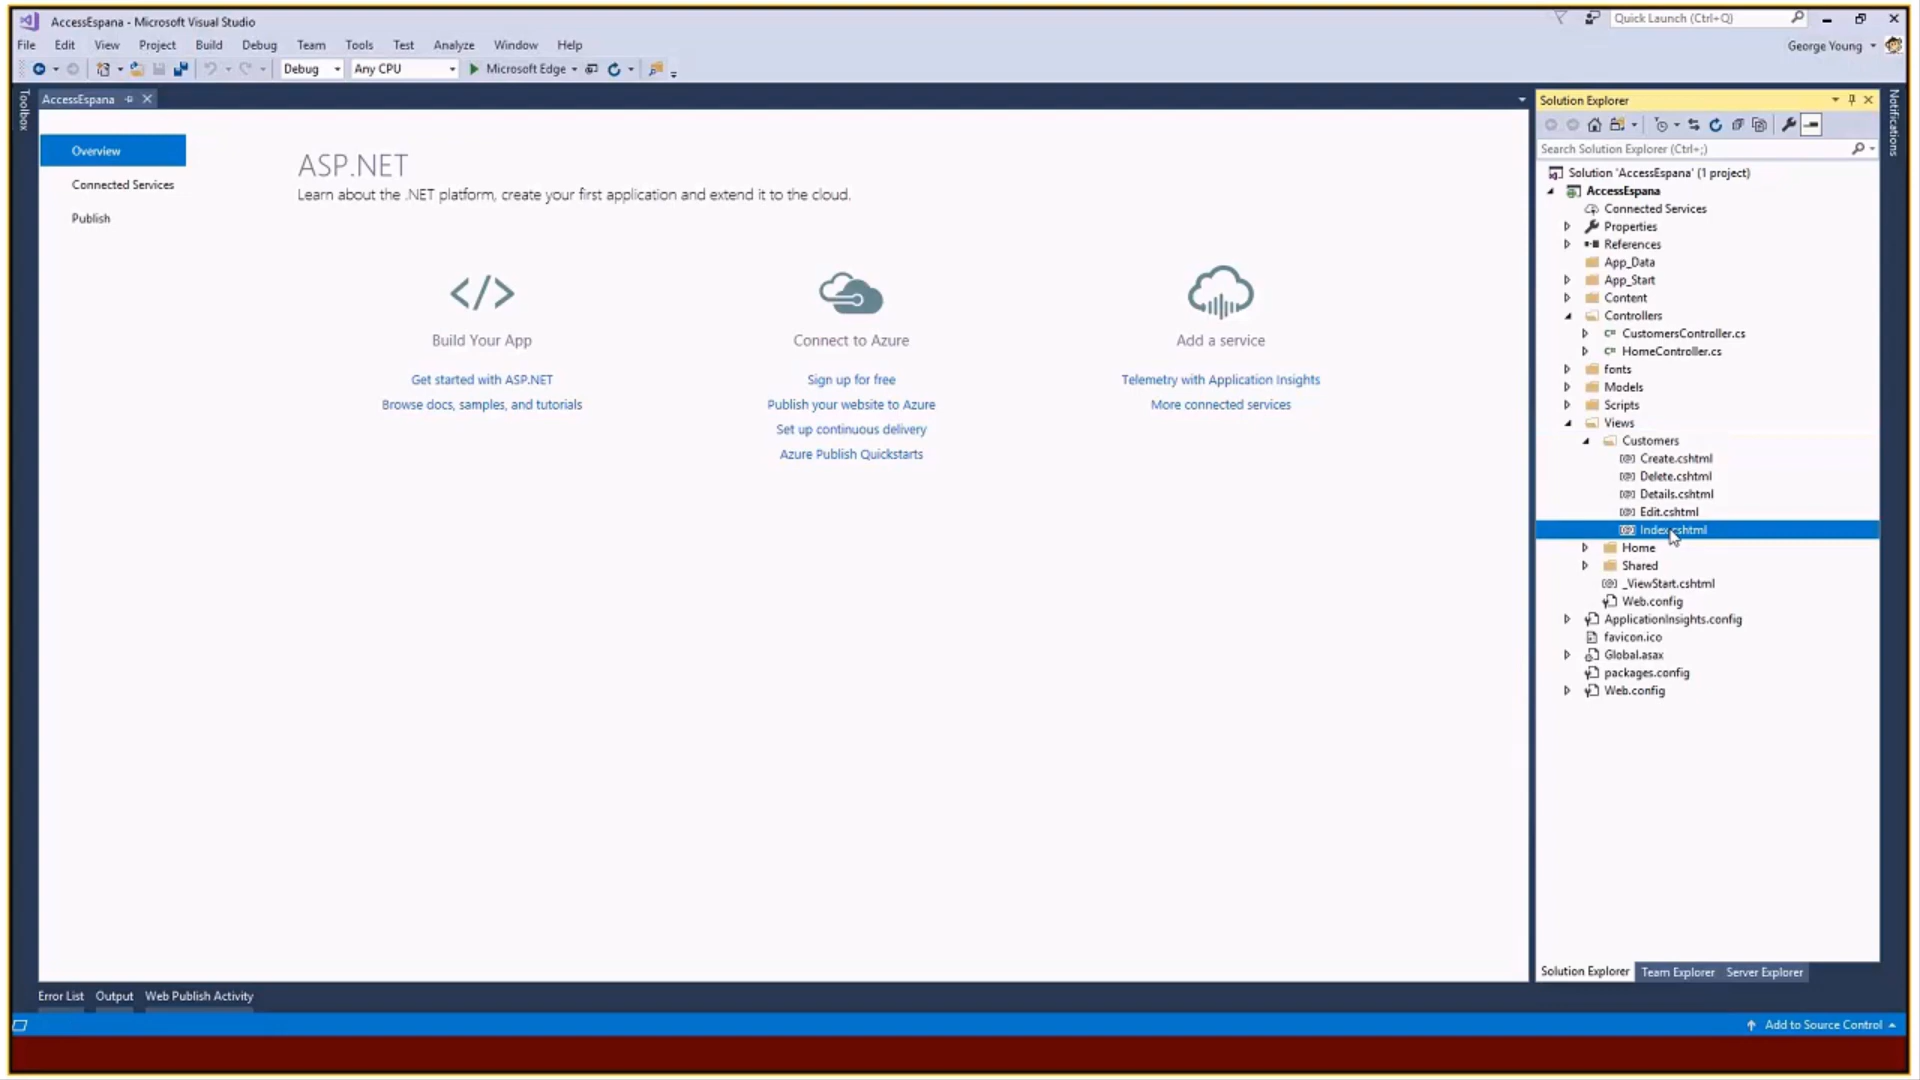 AccessEspana - Microsoft Visual Studio
Quick Launch (Ctrl+Q)
File Edit View Project Build Debug Team Tools Test Analyze Window Help
George Young
Debug Any CPU Microsoft Edge
Toolbox
AccessEspana
Overview
Connected Services
Publish
ASP.NET
Learn about the .NET platform, create your first application and extend it to the cloud.
Build Your App
Get started with ASP.NET
Browse docs, samples, and tutorials
Connect to Azure
Sign up for free
Publish your website to Azure
Set up continuous delivery
Azure Publish Quickstarts
Add a service
Telemetry with Application Insights
More connected services
Solution Explorer
Search Solution Explorer (Ctrl+;)
Solution 'AccessEspana' (1 project)
AccessEspana
Connected Services
Properties
References
App_Data
App_Start
Content
Controllers
C# CustomersController.cs
C# HomeController.cs
fonts
Models
Scripts
Views
Customers
[@] Create.cshtml
[@] Delete.cshtml
[@] Details.cshtml
[@] Edit.cshtml
[@] Index.cshtml
Home
Shared
[@] _ViewStart.cshtml
Web.config
ApplicationInsights.config
favicon.ico
Global.asax
packages.config
Web.config
Solution Explorer Team Explorer Server Explorer
Notifications
Error List Output Web Publish Activity
Add to Source Control